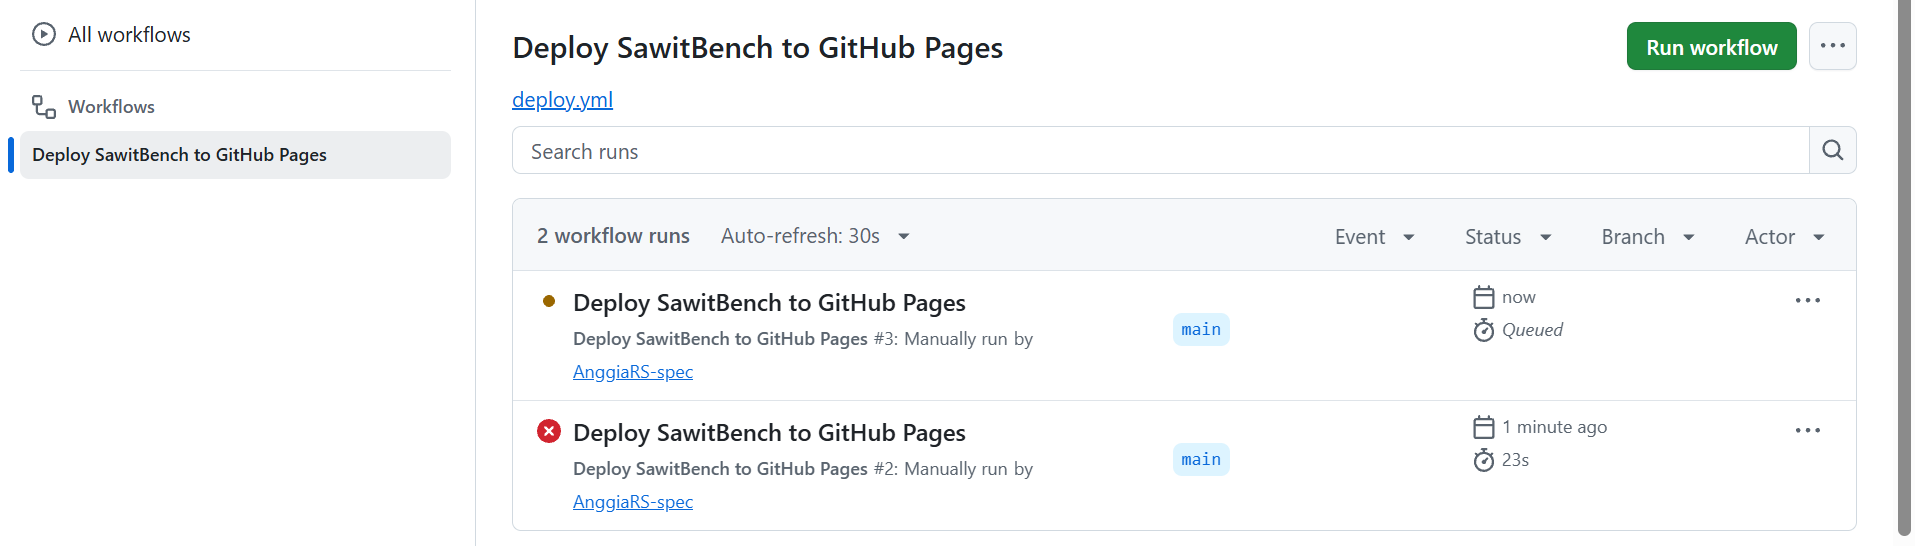 All workflows
Workflows
Deploy SawitBench to GitHub Pages
Deploy SawitBench to GitHub Pages
Run workflow
deploy.yml
Search runs
2 workflow runs
Auto-refresh: 30s
Event
Status
Branch
Actor
Deploy SawitBench to GitHub Pages
Deploy SawitBench to GitHub Pages #3: Manually run by
AnggiaRS-spec
main
now
Queued
Deploy SawitBench to GitHub Pages
Deploy SawitBench to GitHub Pages #2: Manually run by
AnggiaRS-spec
main
1 minute ago
23s